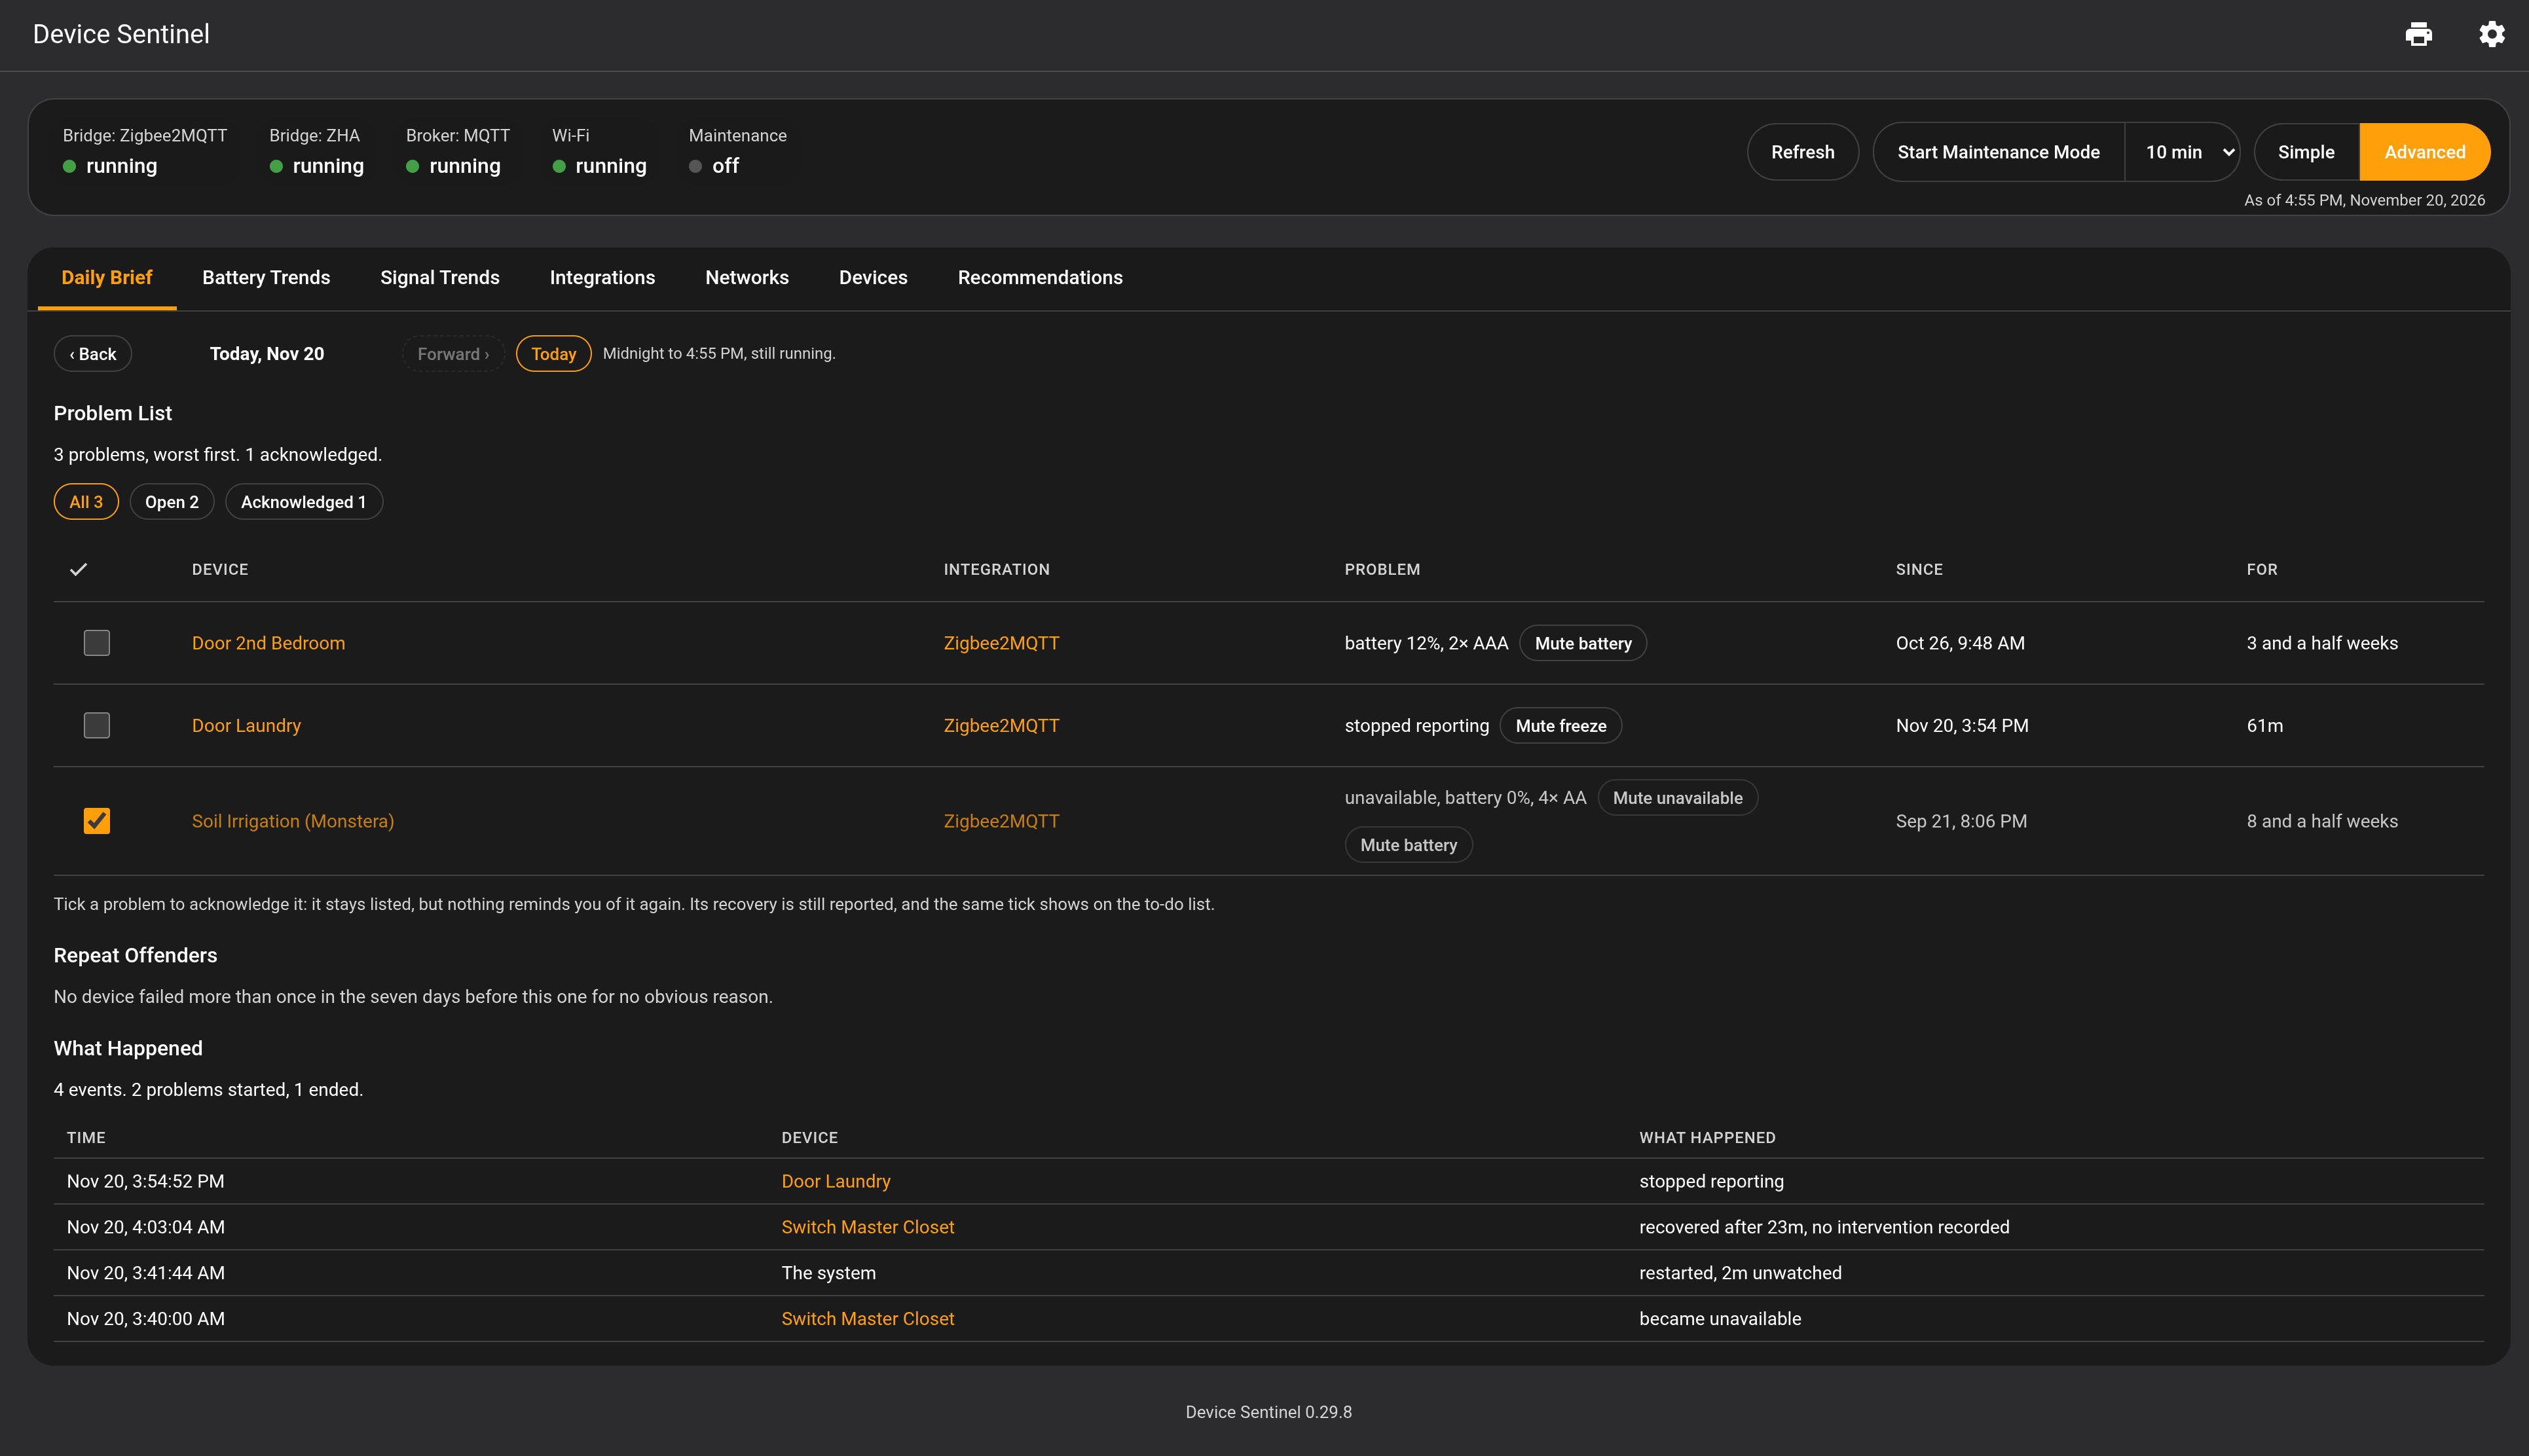 Device Sentinel
Bridge: Zigbee2MQTT
running
Bridge: ZHA
running
Broker: MQTT
running
Wi-Fi
running
Maintenance
off
Refresh
Start Maintenance Mode
10 min
Simple
Advanced
As of 4:55 PM, November 20, 2026
Daily Brief
Battery Trends
Signal Trends
Integrations
Networks
Devices
Recommendations
‹ Back
Today, Nov 20
Forward ›
Today
Midnight to 4:55 PM, still running.
Problem List
3 problems, worst first. 1 acknowledged.
All 3
Open 2
Acknowledged 1
DEVICE
INTEGRATION
PROBLEM
SINCE
FOR
Door 2nd Bedroom
Zigbee2MQTT
battery 12%, 2× AAA
Mute battery
Oct 26, 9:48 AM
3 and a half weeks
Door Laundry
Zigbee2MQTT
stopped reporting
Mute freeze
Nov 20, 3:54 PM
61m
Soil Irrigation (Monstera)
Zigbee2MQTT
unavailable, battery 0%, 4× AA
Mute unavailable
Mute battery
Sep 21, 8:06 PM
8 and a half weeks
Tick a problem to acknowledge it: it stays listed, but nothing reminds you of it again. Its recovery is still reported, and the same tick shows on the to-do list.
Repeat Offenders
No device failed more than once in the seven days before this one for no obvious reason.
What Happened
4 events. 2 problems started, 1 ended.
TIME
DEVICE
WHAT HAPPENED
Nov 20, 3:54:52 PM
Door Laundry
stopped reporting
Nov 20, 4:03:04 AM
Switch Master Closet
recovered after 23m, no intervention recorded
Nov 20, 3:41:44 AM
The system
restarted, 2m unwatched
Nov 20, 3:40:00 AM
Switch Master Closet
became unavailable
Device Sentinel 0.29.8